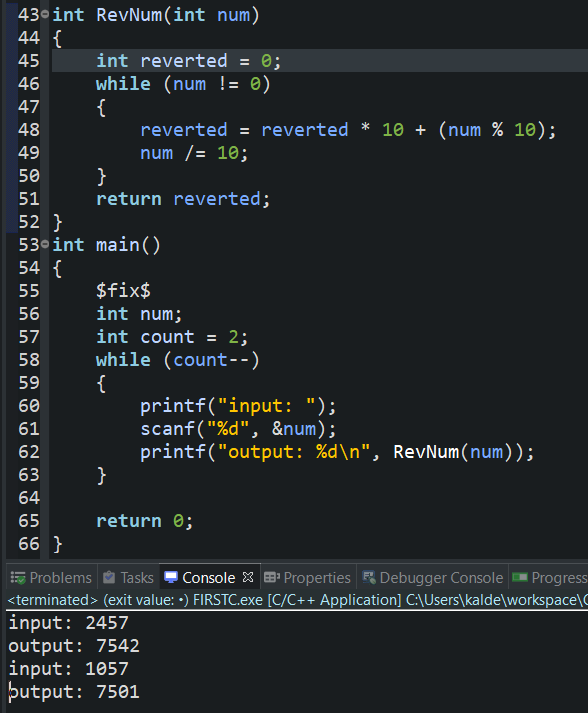 43 int RevNum(int num)
44 {
45     int reverted = 0;
46     while (num != 0)
47     {
48         reverted = reverted * 10 + (num % 10);
49         num /= 10;
50     }
51     return reverted;
52 }
53 int main()
54 {
55     $fix$
56     int num;
57     int count = 2;
58     while (count--)
59     {
60         printf("input: ");
61         scanf("%d", &num);
62         printf("output: %d\n", RevNum(num));
63     }
64
65     return 0;
66 }
Problems Tasks Console Properties Debugger Console Progress
<terminated> (exit value: •) FIRSTC.exe [C/C++ Application] C:\Users\kalde\workspace\
input: 2457
output: 7542
input: 1057
output: 7501